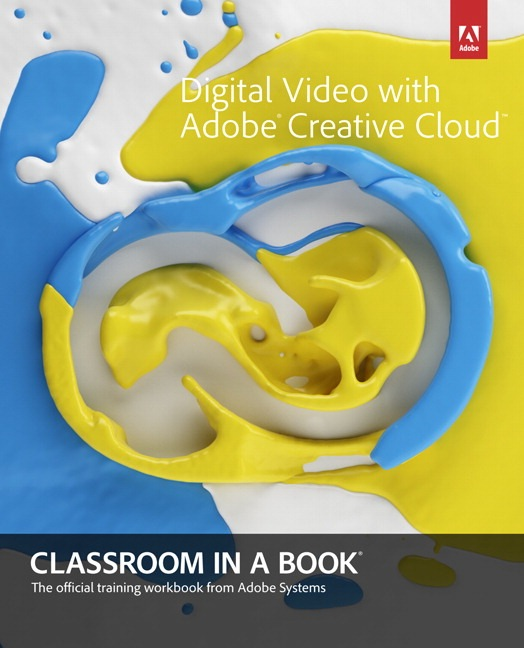 Adobe
Digital Video with
Adobe® Creative Cloud™
CLASSROOM IN A BOOK®
The official training workbook from Adobe Systems